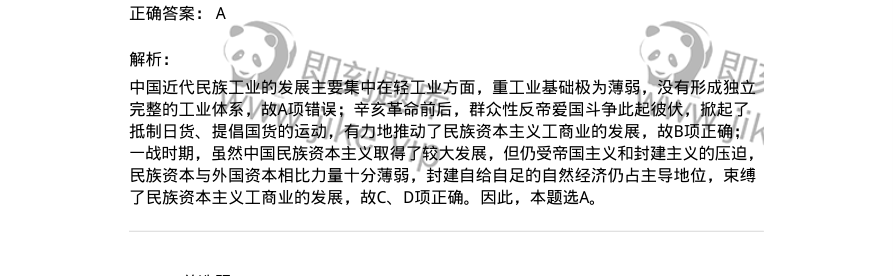 正确答案： A
解析：
中国近代民族工业的发展主要集中在轻工业方面，重工业基础极为薄弱，没有形成独立
完整的工业体系，故A项错误；辛亥革命前后，群众性反帝爱国斗争此起彼伏，掀起了
抵制日货、提倡国货的运动，有力地推动了民族资本主义工商业的发展，故B项正确；
一战时期，虽然中国民族资本主义取得了较大发展，但仍受帝国主义和封建主义的压迫，
民族资本与外国资本相比力量十分薄弱，封建自给自足的自然经济仍占主导地位，束缚
了民族资本主义工商业的发展，故C、D项正确。因此，本题选A。
即刻题库
www.jike.vip
即
www.jike